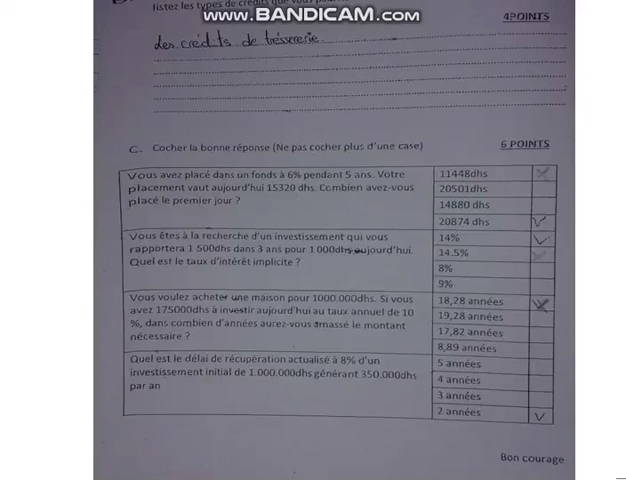 listez les types de crédits que vous
WWW.BANDICAM.COM
4POINTS
Les crédits de trésorerie
C. Cocher la bonne réponse (Ne pas cocher plus d'une case)
6 POINTS
Vous avez placé dans un fonds à 6% pendant 5 ans. Votre
placement vaut aujourd'hui 15320 dhs. Combien avez-vous
placé le premier jour ?
11448dhs
20501dhs
14880 dhs
20874 dhs
Vous êtes à la recherche d'un investissement qui vous
rapportera 1 500dhs dans 3 ans pour 1 000dhs aujourd'hui.
Quel est le taux d'intérêt implicite ?
14%
14.5%
8%
9%
Vous voulez acheter une maison pour 1000.000dhs. Si vous
avez 175000dhs à investir aujourd'hui au taux annuel de 10
%, dans combien d'années aurez-vous amassé le montant
nécessaire ?
18,28 années
19,28 années
17,82 années
8,89 années
Quel est le délai de récupération actualisé à 8% d'un
investissement initial de 1.000.000dhs générant 350.000dhs
par an
5 années
4 années
3 années
2 années
Bon courage